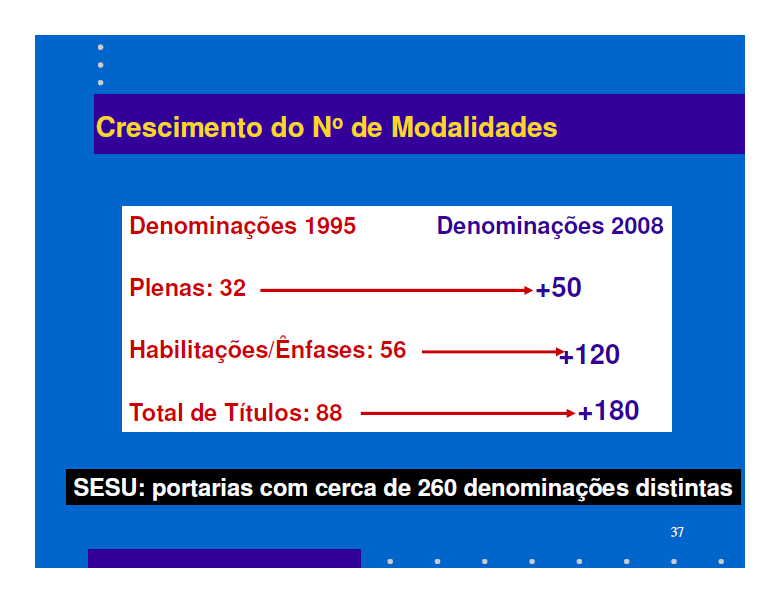 Crescimento do Nº de Modalidades
Denominações 1995 Denominações 2008
Plenas: 32 +50
Habilitações/Ênfases: 56 +120
Total de Títulos: 88 +180
SESU: portarias com cerca de 260 denominações distintas
37